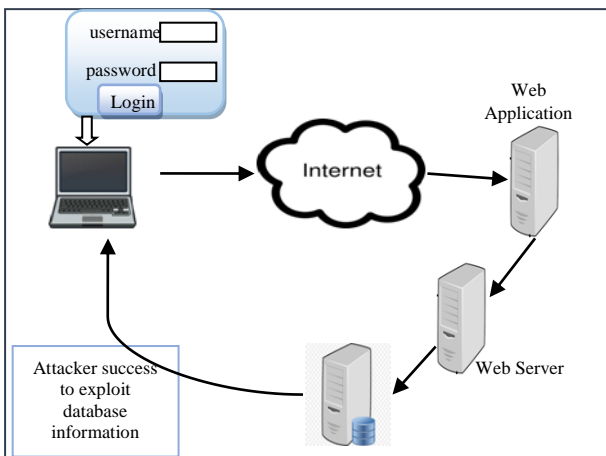 username
password
Login
Web
Application
Internet
Web Server
Attacker success
to exploit
database
information